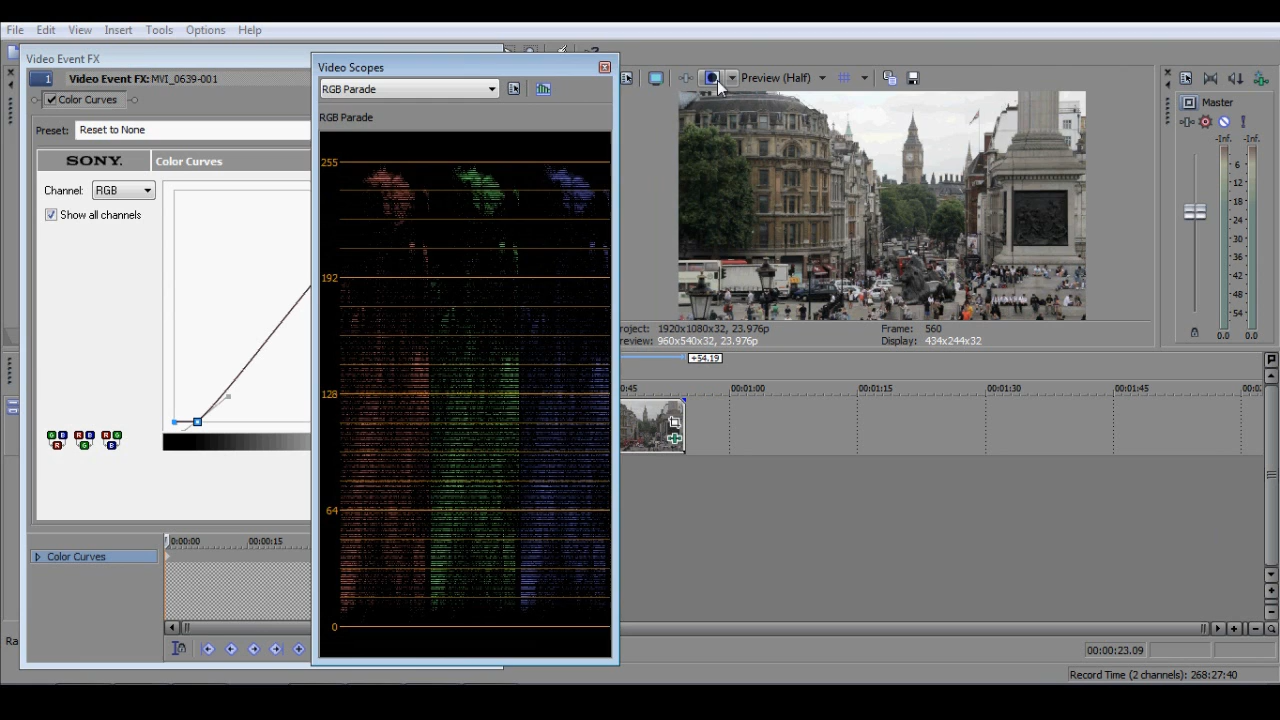 File Edit View Insert Tools Options Help
Video Event FX
Video Event FX: MVI_0639-001
1
Color Curves
Preset: Reset to None
SONY. Color Curves
Channel: RGB
Show all channels
G B R R B G R G B
0:00:00 00:00:15
Color Curves
Video Scopes
RGB Parade
RGB Parade
255
192
128
64
0
Preview (Half)
Project: 1920x1080x32, 23.976p Frame: 560
Preview: 960x540x32, 23.976p Display: 434x244x32
+54.19
0:45 00:01:00 00:01:15 00:01:30 00:01:45
Master
-Inf. -Inf.
6
12
18
24
30
36
42
48
54
0.0 0.0
00:00:23.09
Record Time (2 channels): 268:27:40